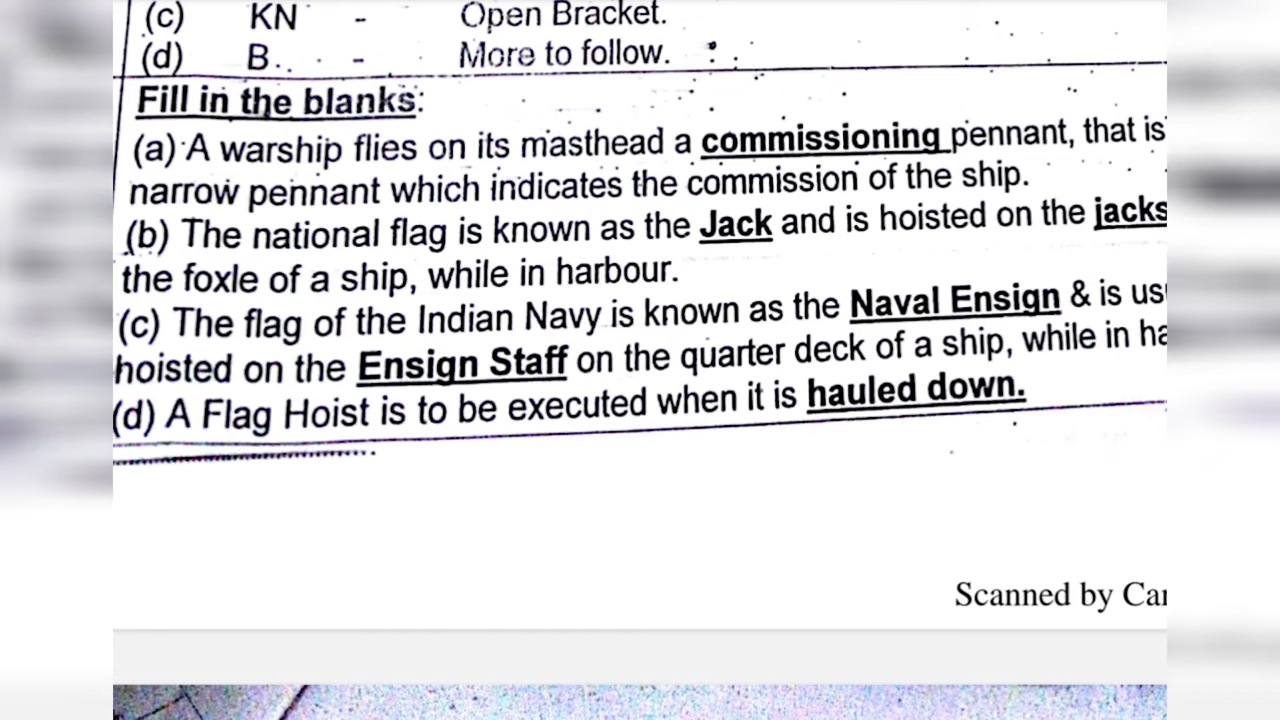 (c) KN - Open Bracket.
(d) B. - More to follow.
Fill in the blanks:
(a) A warship flies on its masthead a commissioning pennant, that is
narrow pennant which indicates the commission of the ship.
(b) The national flag is known as the Jack and is hoisted on the jacks
the foxle of a ship, while in harbour.
(c) The flag of the Indian Navy is known as the Naval Ensign & is us
hoisted on the Ensign Staff on the quarter deck of a ship, while in ha
(d) A Flag Hoist is to be executed when it is hauled down.
Scanned by Ca